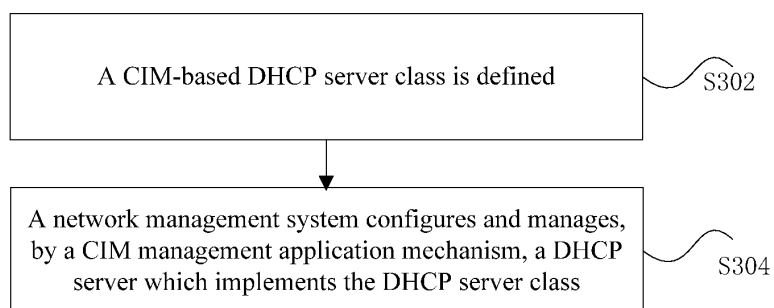 A CIM-based DHCP server class is defined
S302
A network management system configures and manages,
by a CIM management application mechanism, a DHCP
server which implements the DHCP server class
S304